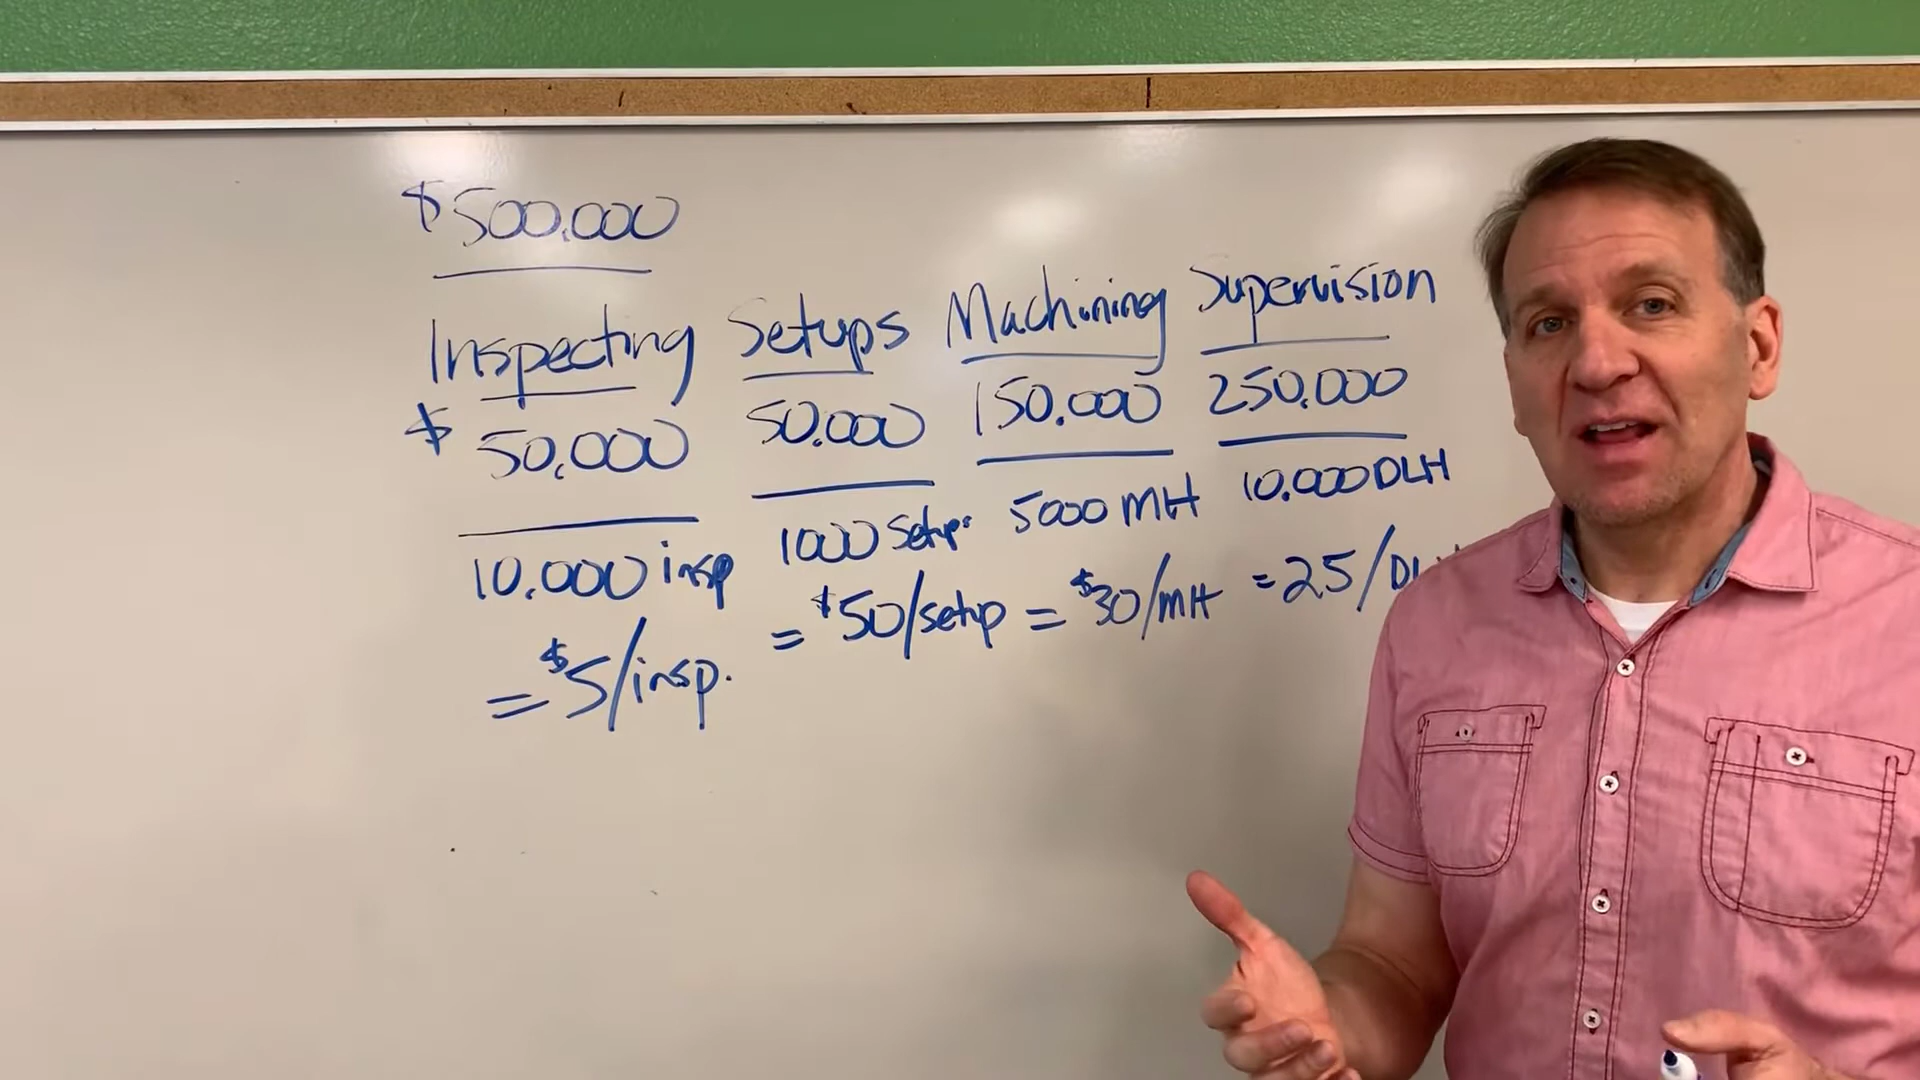 $500,000
Inspecting Setups Machining Supervision
$ 50,000 50,000 150,000 250,000
10,000 insp 1000 Setups 5000 MH 10,000 DLH
= $5/insp. = $50/setup = $30/MH = 25/DL